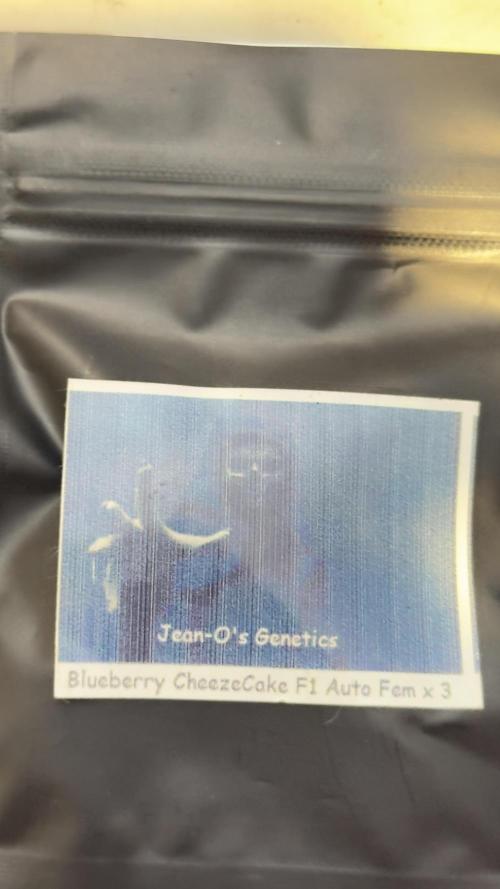 Jean-O's Genetics
Blueberry CheezeCake F1 Auto Fem x 3